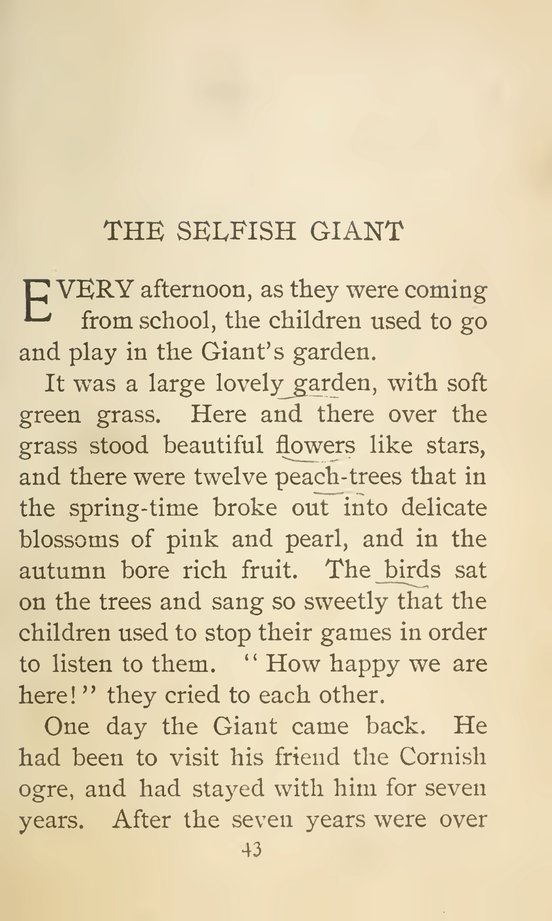 THE SELFISH GIANT
EVERY afternoon, as they were coming
from school, the children used to go
and play in the Giant's garden.
It was a large lovely garden, with soft
green grass. Here and there over the
grass stood beautiful flowers like stars,
and there were twelve peach-trees that in
the spring-time broke out into delicate
blossoms of pink and pearl, and in the
autumn bore rich fruit. The birds sat
on the trees and sang so sweetly that the
children used to stop their games in order
to listen to them. “ How happy we are
here! ” they cried to each other.
One day the Giant came back. He
had been to visit his friend the Cornish
ogre, and had stayed with him for seven
years. After the seven years were over
43